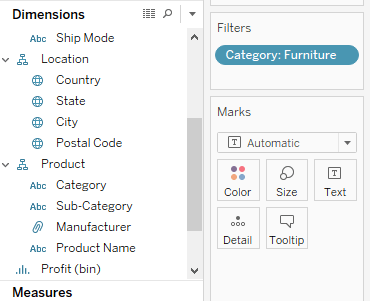 Dimensions
Abc Ship Mode
Location
Country
State
City
Postal Code
Product
Abc Category
Abc Sub-Category
Manufacturer
Abc Product Name
Profit (bin)
Measures
Filters
Category: Furniture
Marks
T Automatic
Color Size T Text
Detail Tooltip